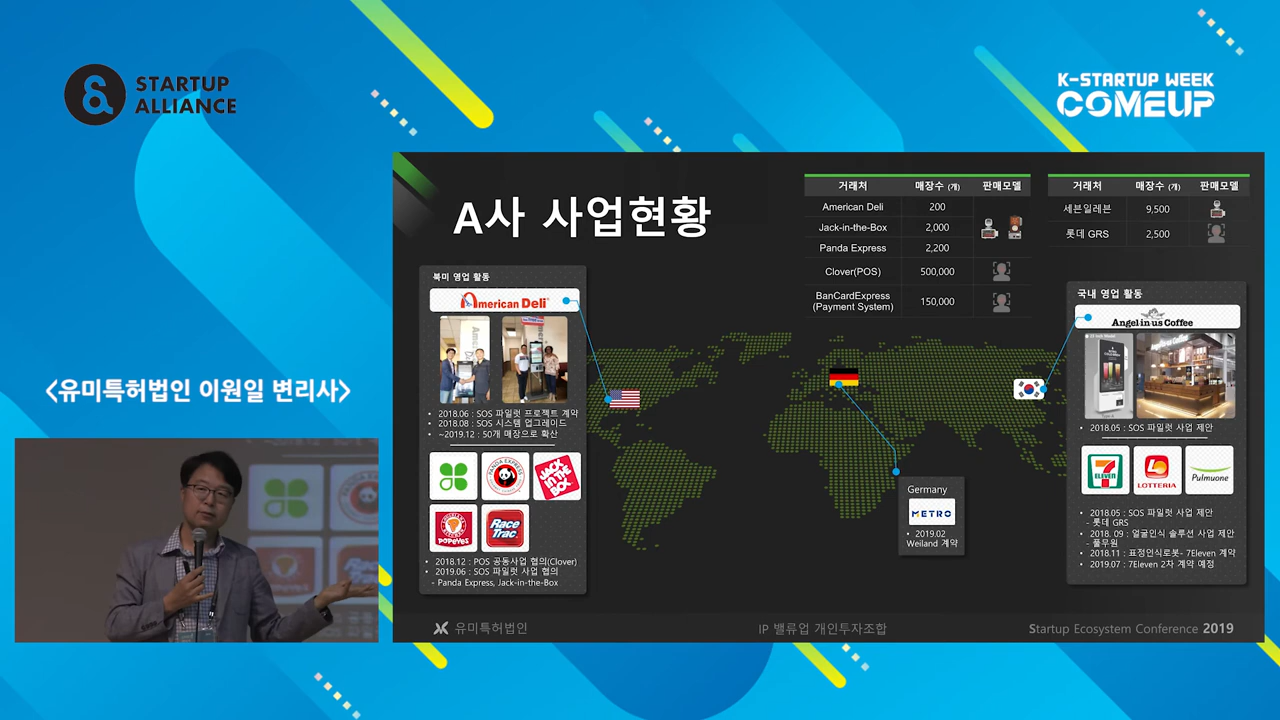 STARTUP
ALLIANCE
K-STARTUP WEEK
COMEUP
<유미특허법인 이원일 변리사>
A사 사업현황
거래처 매장수 (개) 판매모델
American Deli 200
Jack-in-the-Box 2,000
Panda Express 2,200
Clover(POS) 500,000
BanCardExpress 150,000
(Payment System)
거래처 매장수 (개) 판매모델
세븐일레븐 9,500
롯데 GRS 2,500
북미 영업 활동
American Deli
• 2018.06 : SOS 파일럿 프로젝트 계약
• 2018.08 : SOS 시스템 업그레이드
• ~2019.12 : 50개 매장으로 확산
PANDA EXPRESS
JACK IN THE BOX
POPEYES
Race Trac
• 2018.12 : POS 공동사업 협의(Clover)
• 2019.06 : SOS 파일럿 사업 협의
- Panda Express, Jack-in-the-Box
Germany
METRO
• 2019.02
Weiland 계약
국내 영업 활동
Angel in us Coffee
• 2018.05 : SOS 파일럿 사업 제안
7 ELEVEN
LOTTERIA
Pulmuone
• 2018.05 : SOS 파일럿 사업 제안
- 롯데 GRS
• 2018. 09 : 얼굴인식 솔루션 사업 제안
- 풀무원
• 2018.11 : 표정인식로봇- 7Eleven 계약
• 2019.07 : 7Eleven 2차 계약 예정
유미특허법인
IP 밸류업 개인투자조합
Startup Ecosystem Conference 2019